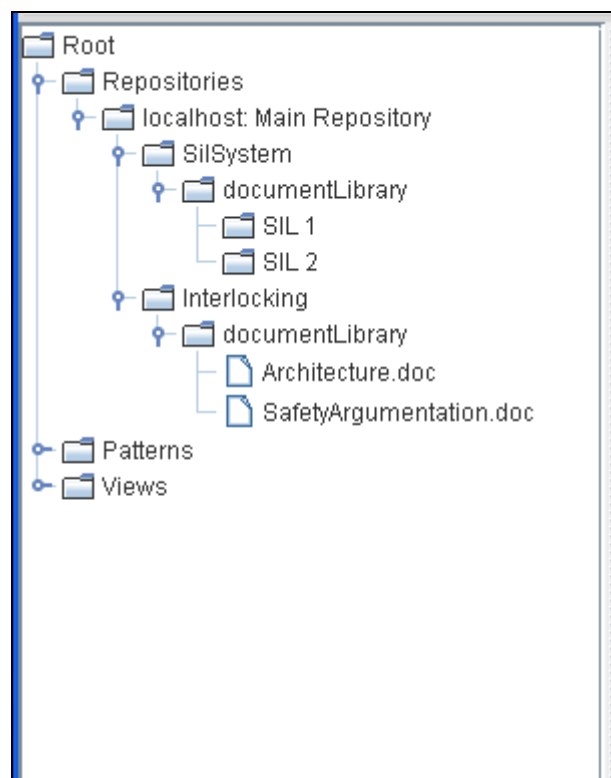 Root
Repositories
localhost: Main Repository
SilSystem
documentLibrary
SIL 1
SIL 2
Interlocking
documentLibrary
Architecture.doc
SafetyArgumentation.doc
Patterns
Views